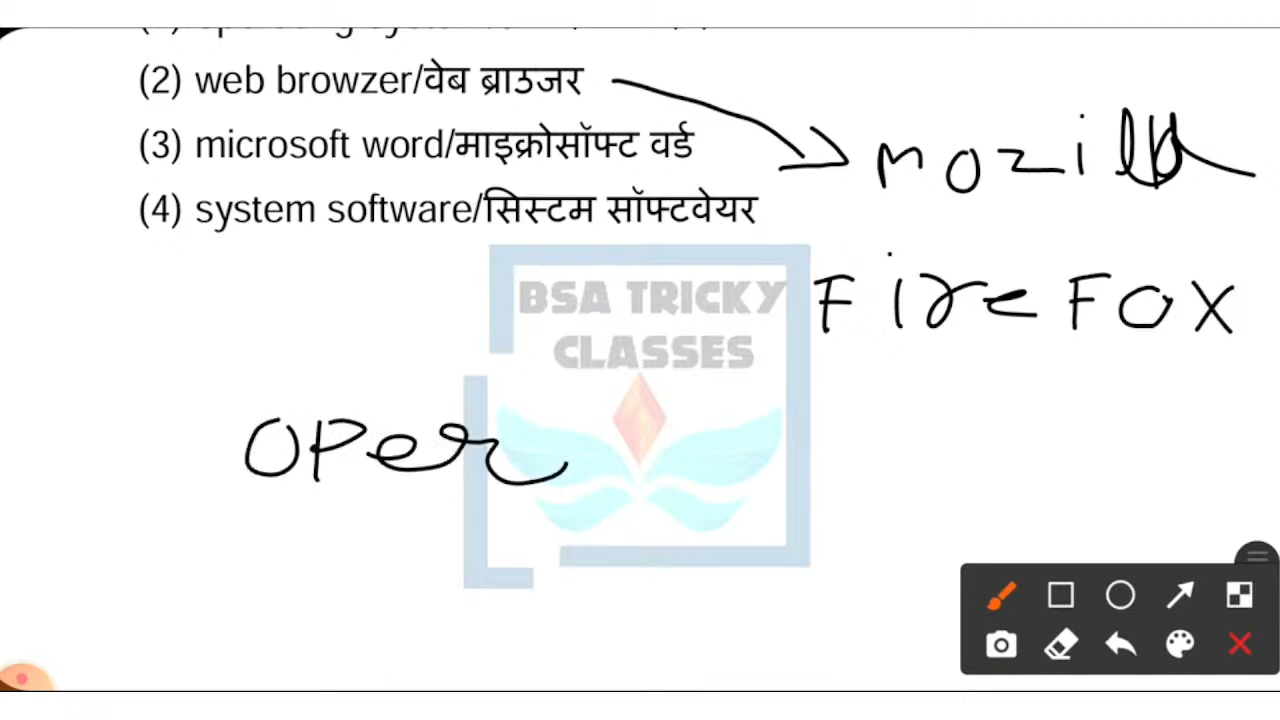 (2) web browzer/वेब ब्राउजर
(3) microsoft word/माइक्रोसॉफ्ट वर्ड
(4) system software/सिस्टम सॉफ्टवेयर
mozilla
FireFox
BSA TRICKY
CLASSES
OPer